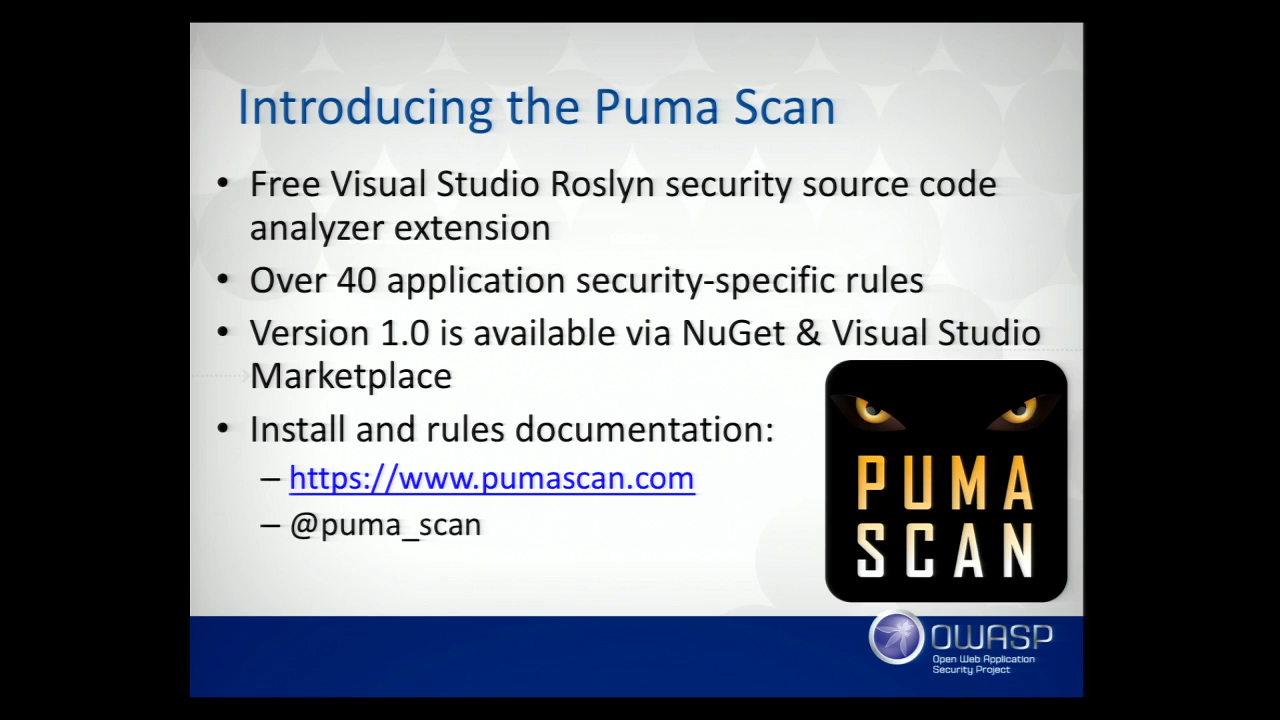 Introducing the Puma Scan
• Free Visual Studio Roslyn security source code
analyzer extension
• Over 40 application security-specific rules
• Version 1.0 is available via NuGet & Visual Studio
Marketplace
• Install and rules documentation:
– https://www.pumascan.com
– @puma_scan
PUMA
SCAN
OWASP
Open Web Application
Security Project